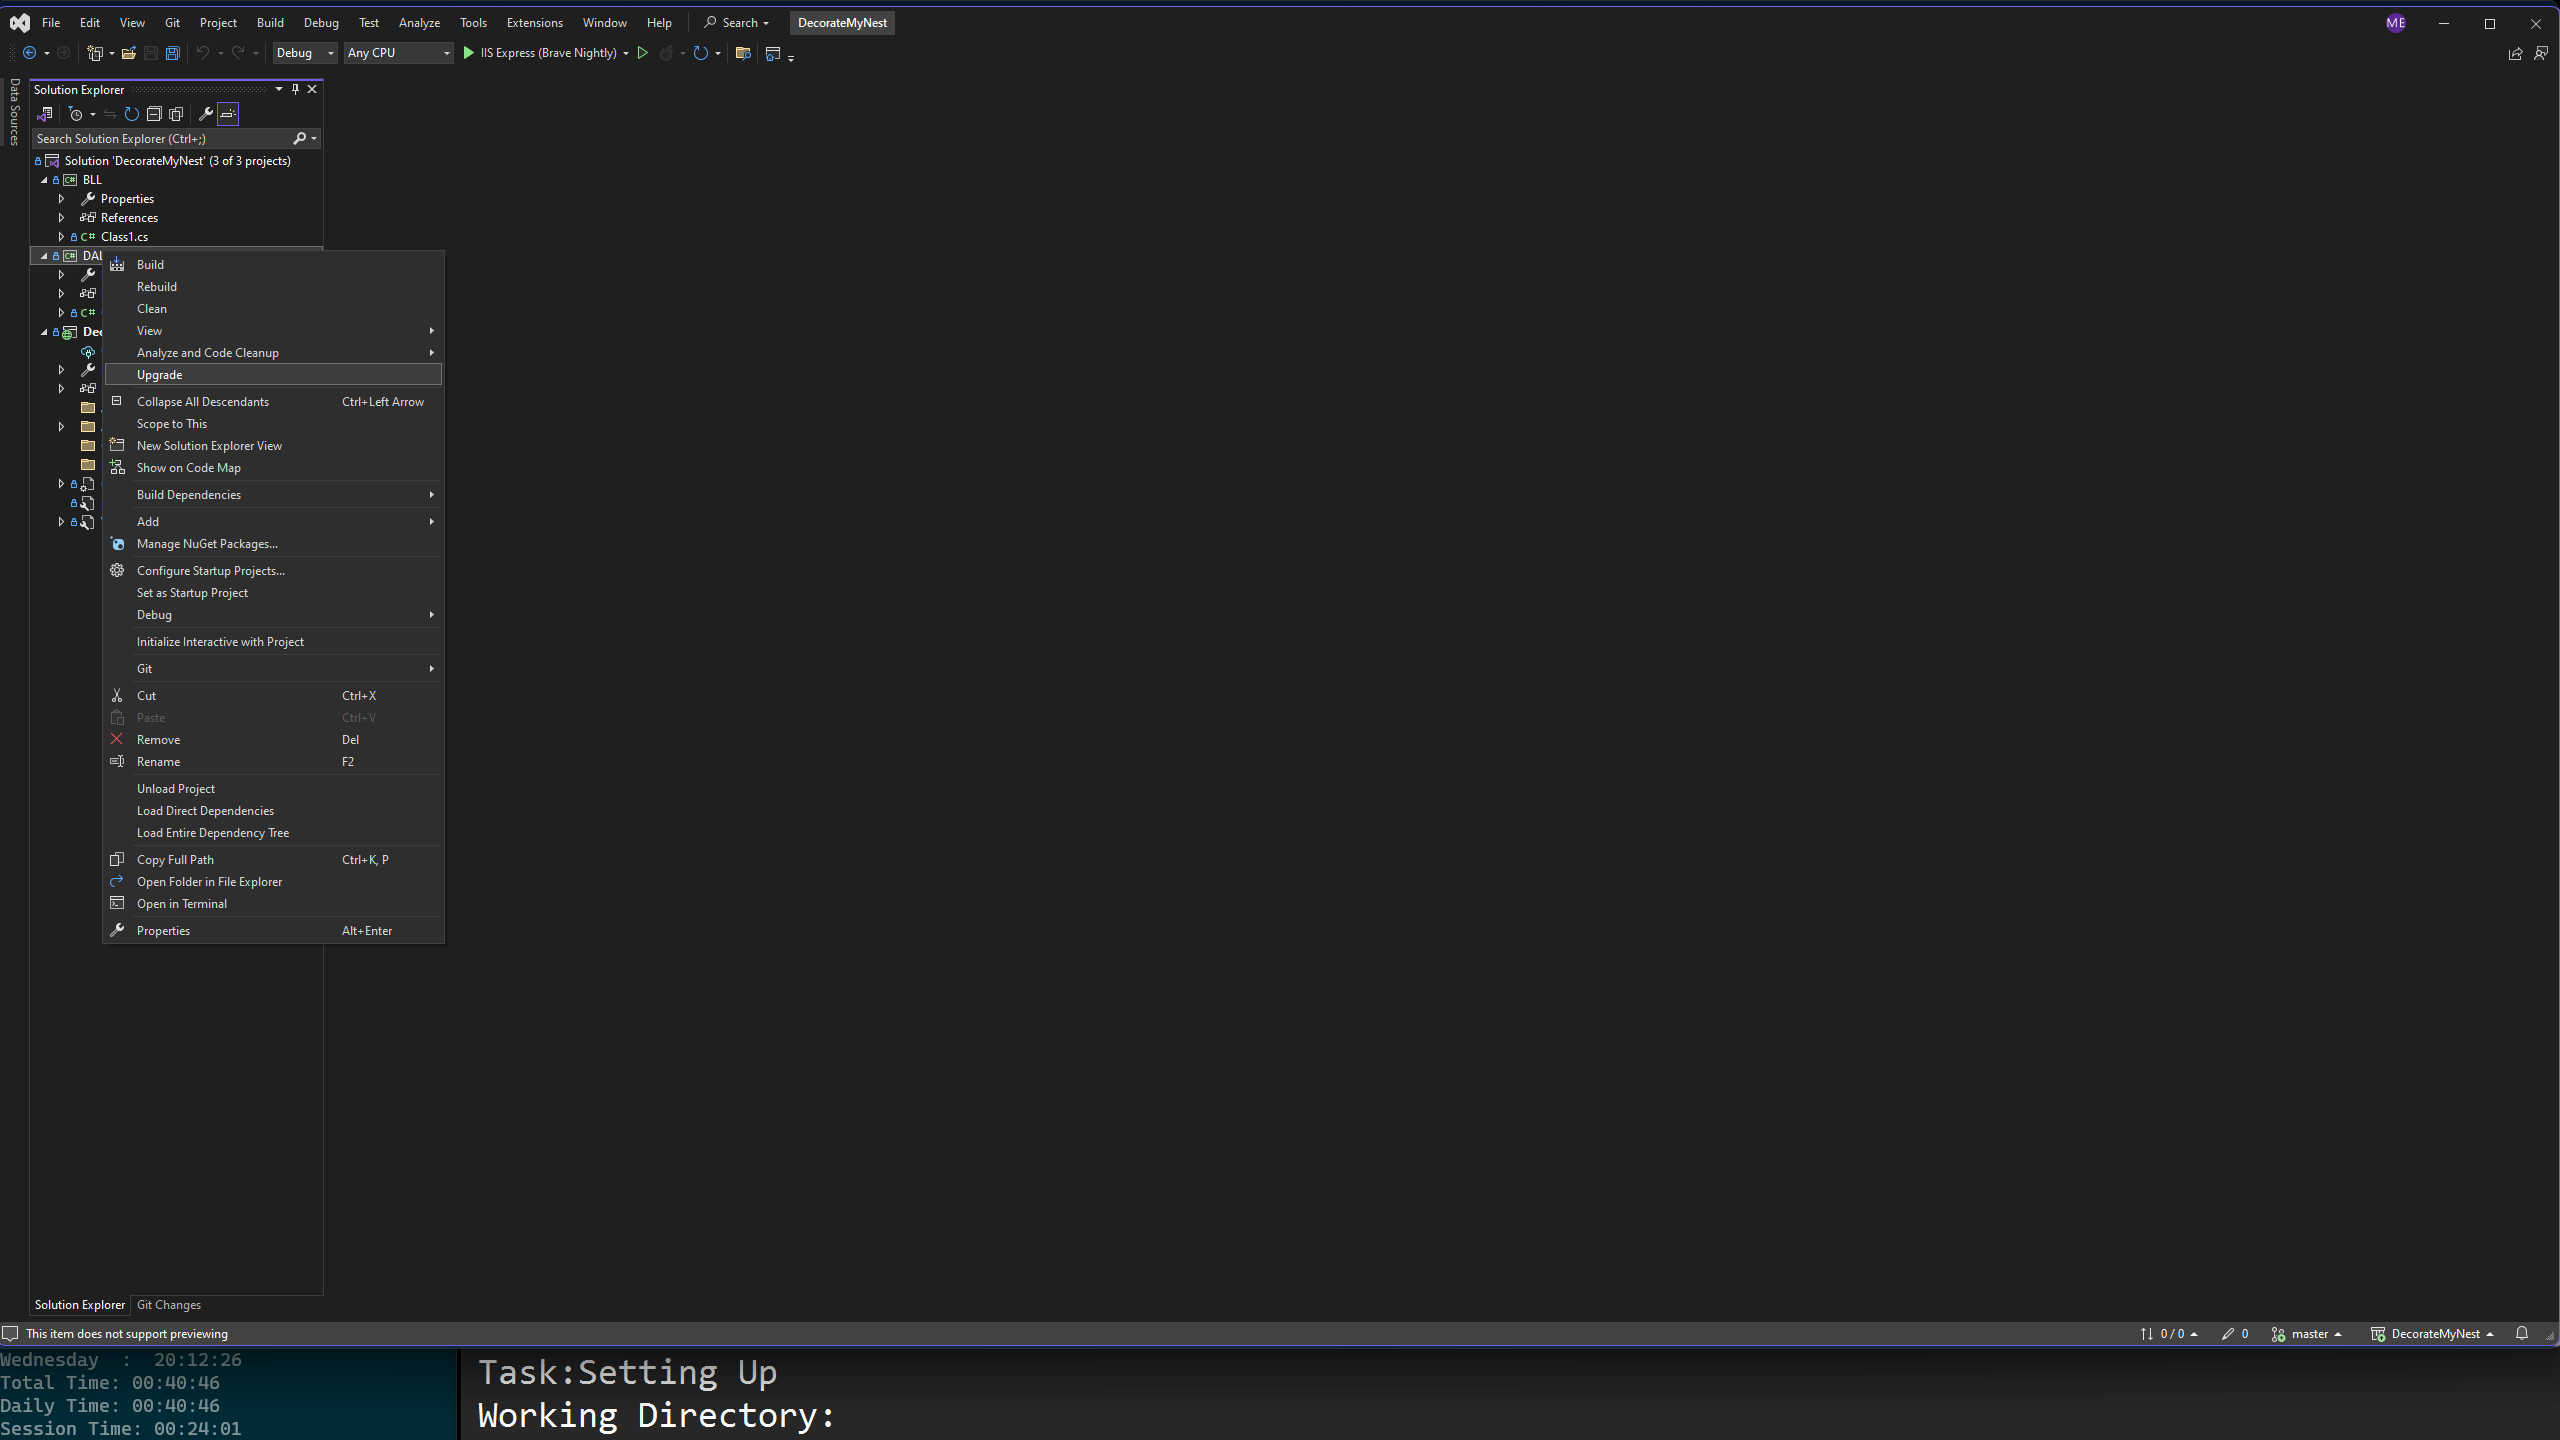 File Edit View Git Project Build Debug Test Analyze Tools Extensions Window Help Search DecorateMyNest ME
Debug Any CPU IIS Express (Brave Nightly)
Data Sources
Solution Explorer
Search Solution Explorer (Ctrl+;)
Solution 'DecorateMyNest' (3 of 3 projects)
C# BLL
Properties
References
C# Class1.cs
C# DAL
C#
Dec
Build
Rebuild
Clean
View
Analyze and Code Cleanup
Upgrade
Collapse All Descendants Ctrl+Left Arrow
Scope to This
New Solution Explorer View
Show on Code Map
Build Dependencies
Add
Manage NuGet Packages...
Configure Startup Projects...
Set as Startup Project
Debug
Initialize Interactive with Project
Git
Cut Ctrl+X
Paste Ctrl+V
Remove Del
Rename F2
Unload Project
Load Direct Dependencies
Load Entire Dependency Tree
Copy Full Path Ctrl+K, P
Open Folder in File Explorer
Open in Terminal
Properties Alt+Enter
Solution Explorer Git Changes
This item does not support previewing 0 / 0 0 master DecorateMyNest
Wednesday : 20:12:26
Total Time: 00:40:46
Daily Time: 00:40:46
Session Time: 00:24:01
Task:Setting Up
Working Directory: